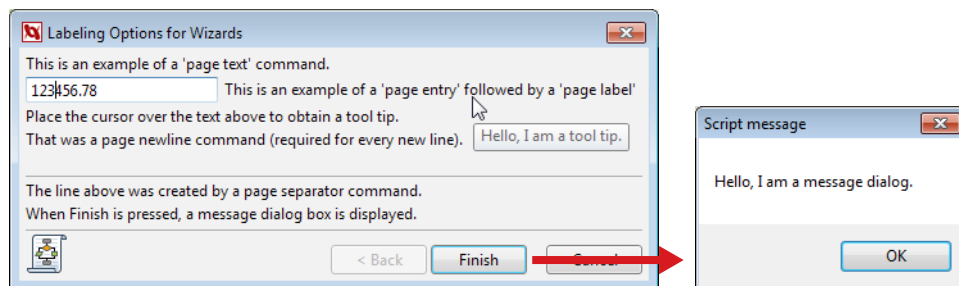 Labeling Options for Wizards
This is an example of a 'page text' command.
123456.78 This is an example of a 'page entry' followed by a 'page label'
Place the cursor over the text above to obtain a tool tip.
That was a page newline command (required for every new line). Hello, I am a tool tip.
The line above was created by a page separator command.
When Finish is pressed, a message dialog box is displayed.
< Back Finish Cancel
Script message
Hello, I am a message dialog.
OK